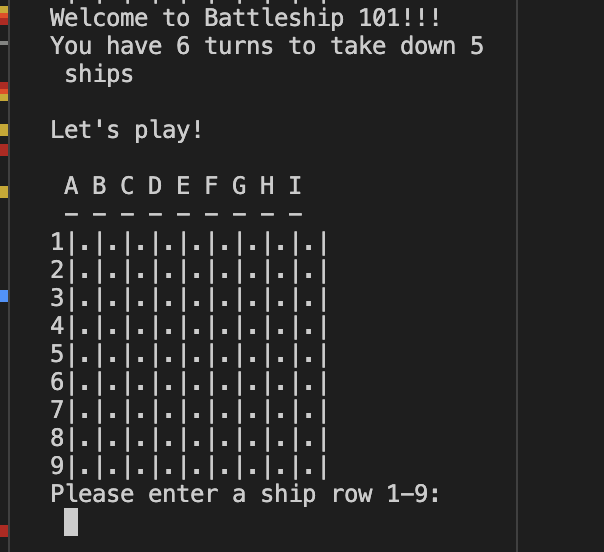 Welcome to Battleship 101!!!
You have 6 turns to take down 5
 ships
Let's play!
 A B C D E F G H I
 - - - - - - - - -
1|.|.|.|.|.|.|.|.|.|
2|.|.|.|.|.|.|.|.|.|
3|.|.|.|.|.|.|.|.|.|
4|.|.|.|.|.|.|.|.|.|
5|.|.|.|.|.|.|.|.|.|
6|.|.|.|.|.|.|.|.|.|
7|.|.|.|.|.|.|.|.|.|
8|.|.|.|.|.|.|.|.|.|
9|.|.|.|.|.|.|.|.|.|
Please enter a ship row 1-9: